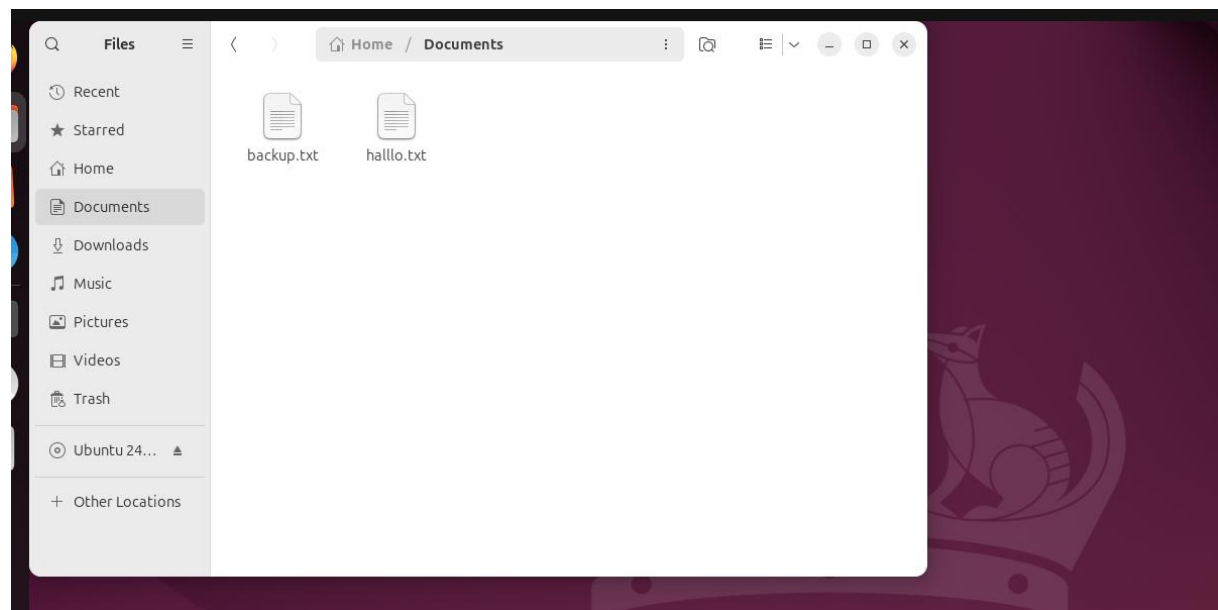 Files
Home / Documents
Recent
Starred
Home
Documents
Downloads
Music
Pictures
Videos
Trash
Ubuntu 24...
Other Locations
backup.txt halllo.txt